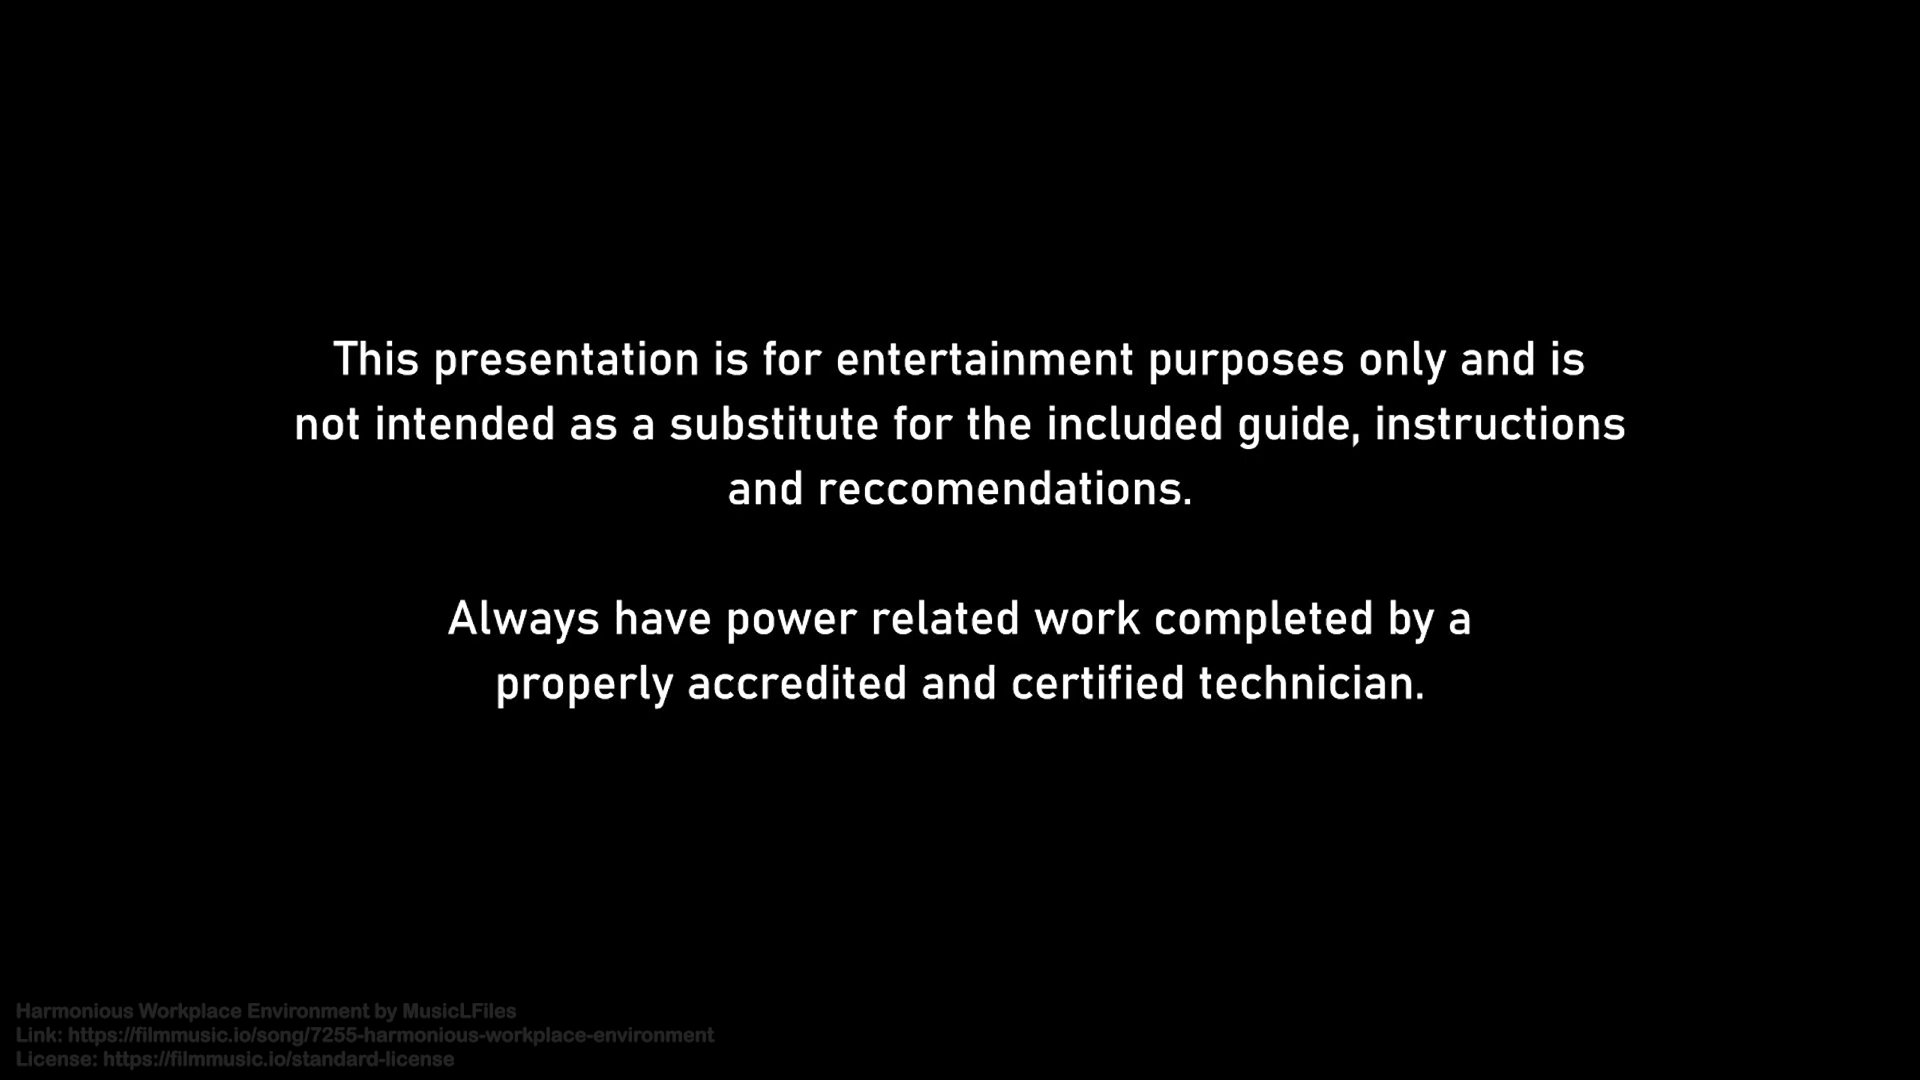 This presentation is for entertainment purposes only and is
not intended as a substitute for the included guide, instructions
and reccomendations.
Always have power related work completed by a
properly accredited and certified technician.
Harmonious Workplace Environment by MusicLFiles
Link: https://filmmusic.io/song/7255-harmonious-workplace-environment
License: https://filmmusic.io/standard-license